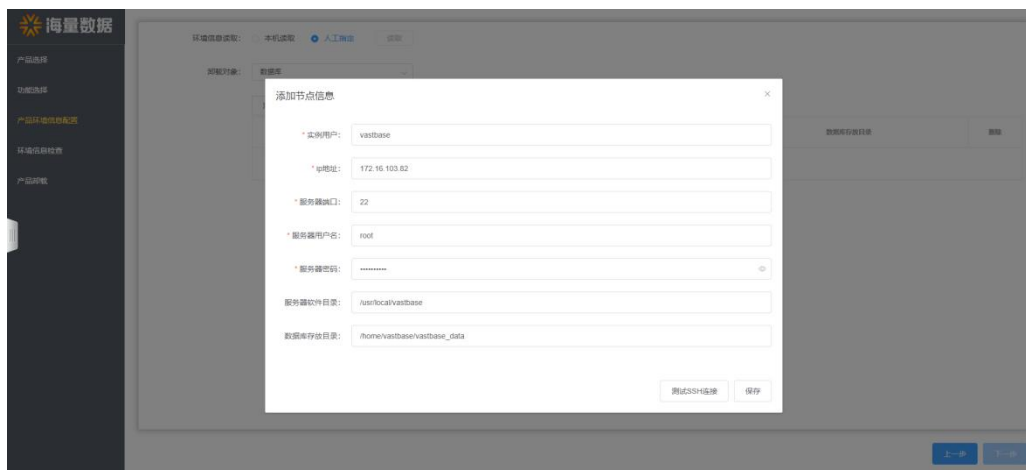 海量数据
产品选择
功能选择
产品环境信息配置
环境信息检查
产品卸载
环境信息读取: 本机读取 人工输出 读取
卸载对象: 数据库
数据库存放目录 删除
添加节点信息 ×
* 实例用户: vastbase
* ip地址: 172.16.103.82
* 服务器端口: 22
* 服务器用户名: root
* 服务器密码: ··········
服务器软件目录: /usr/local/vastbase
数据库存放目录: /home/vastbase/vastbase_data
测试SSH连接 保存
上一步 下一步